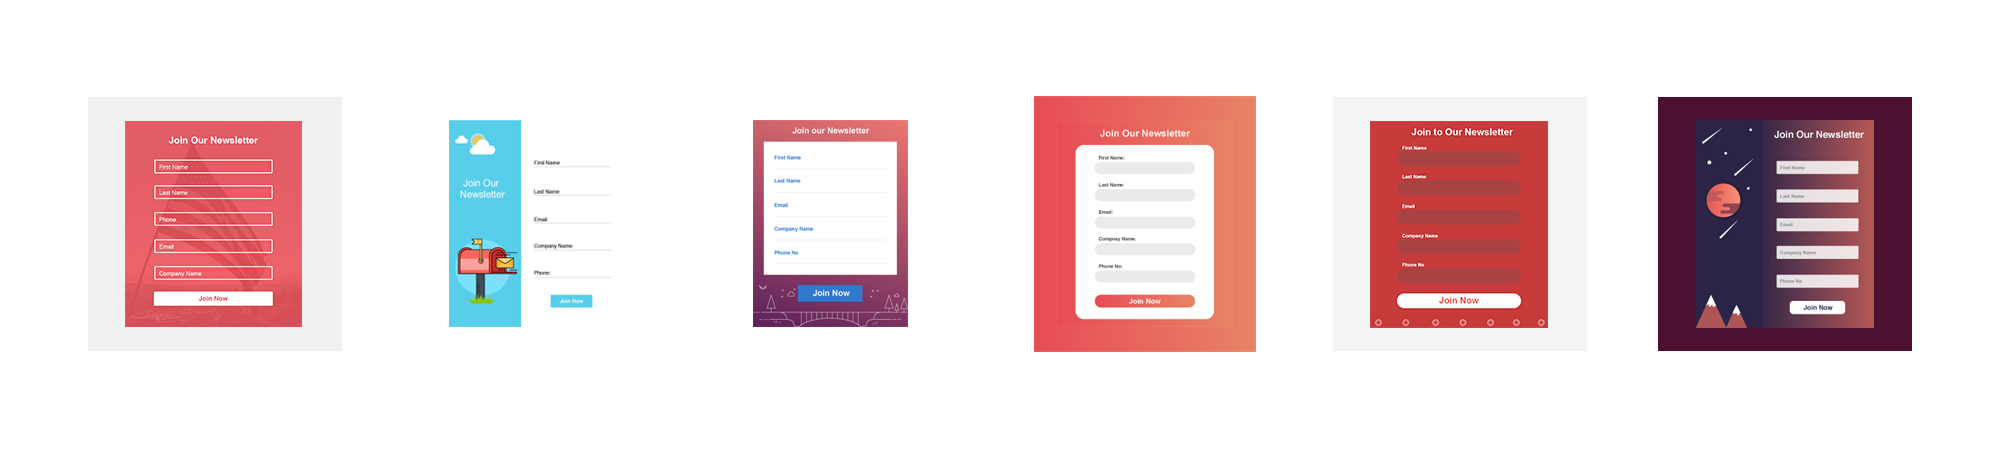 Join Our Newsletter
First Name
Last Name
Phone
Email
Company Name
Join Now
Join Our
Newsletter
First Name
Last Name
Email
Company Name
Phone:
Join Now
Join our Newsletter
First Name
Last Name
Email
Company Name
Phone No
Join Now
Join Our Newsletter
First Name:
Last Name:
Email:
Compnay Name:
Phone No:
Join Now
Join to Our Newsletter
First Name
Last Name
Email
Company Name
Phone No
Join Now
Join Our Newsletter
First Name
Last Name
Email
Company Name
Phone No
Join Now